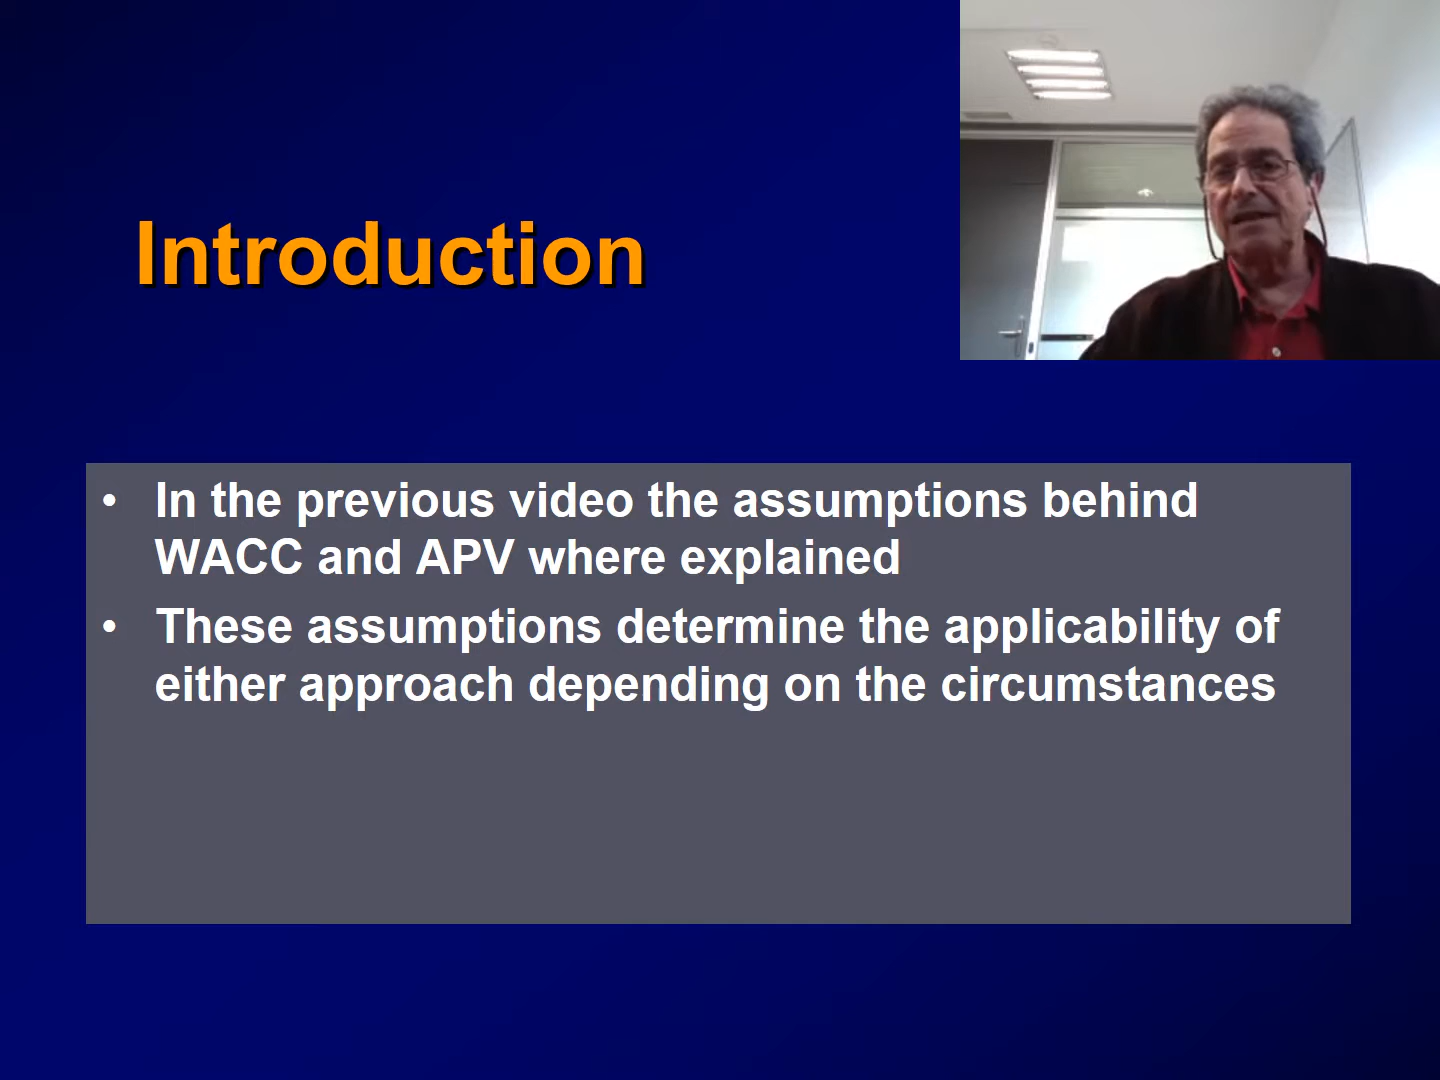 Introduction
• In the previous video the assumptions behind
WACC and APV where explained
• These assumptions determine the applicability of
either approach depending on the circumstances